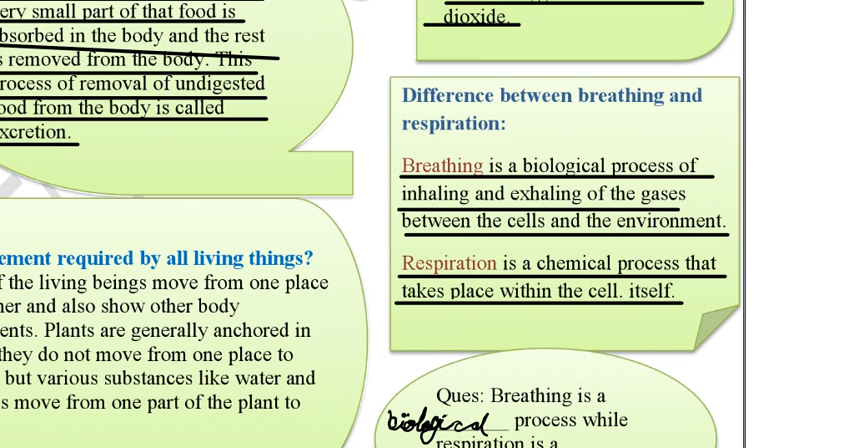 ery small part of that food is
bsorbed in the body and the rest
s removed from the body. This
rocess of removal of undigested
ood from the body is called
xcretion.
ement required by all living things?
f the living beings move from one place
her and also show other body
ents. Plants are generally anchored in
they do not move from one place to
but various substances like water and
s move from one part of the plant to
dioxide.
Difference between breathing and
respiration:
Breathing is a biological process of
inhaling and exhaling of the gases
between the cells and the environment.
Respiration is a chemical process that
takes place within the cell. itself.
Ques: Breathing is a
biological process while
respiration is a